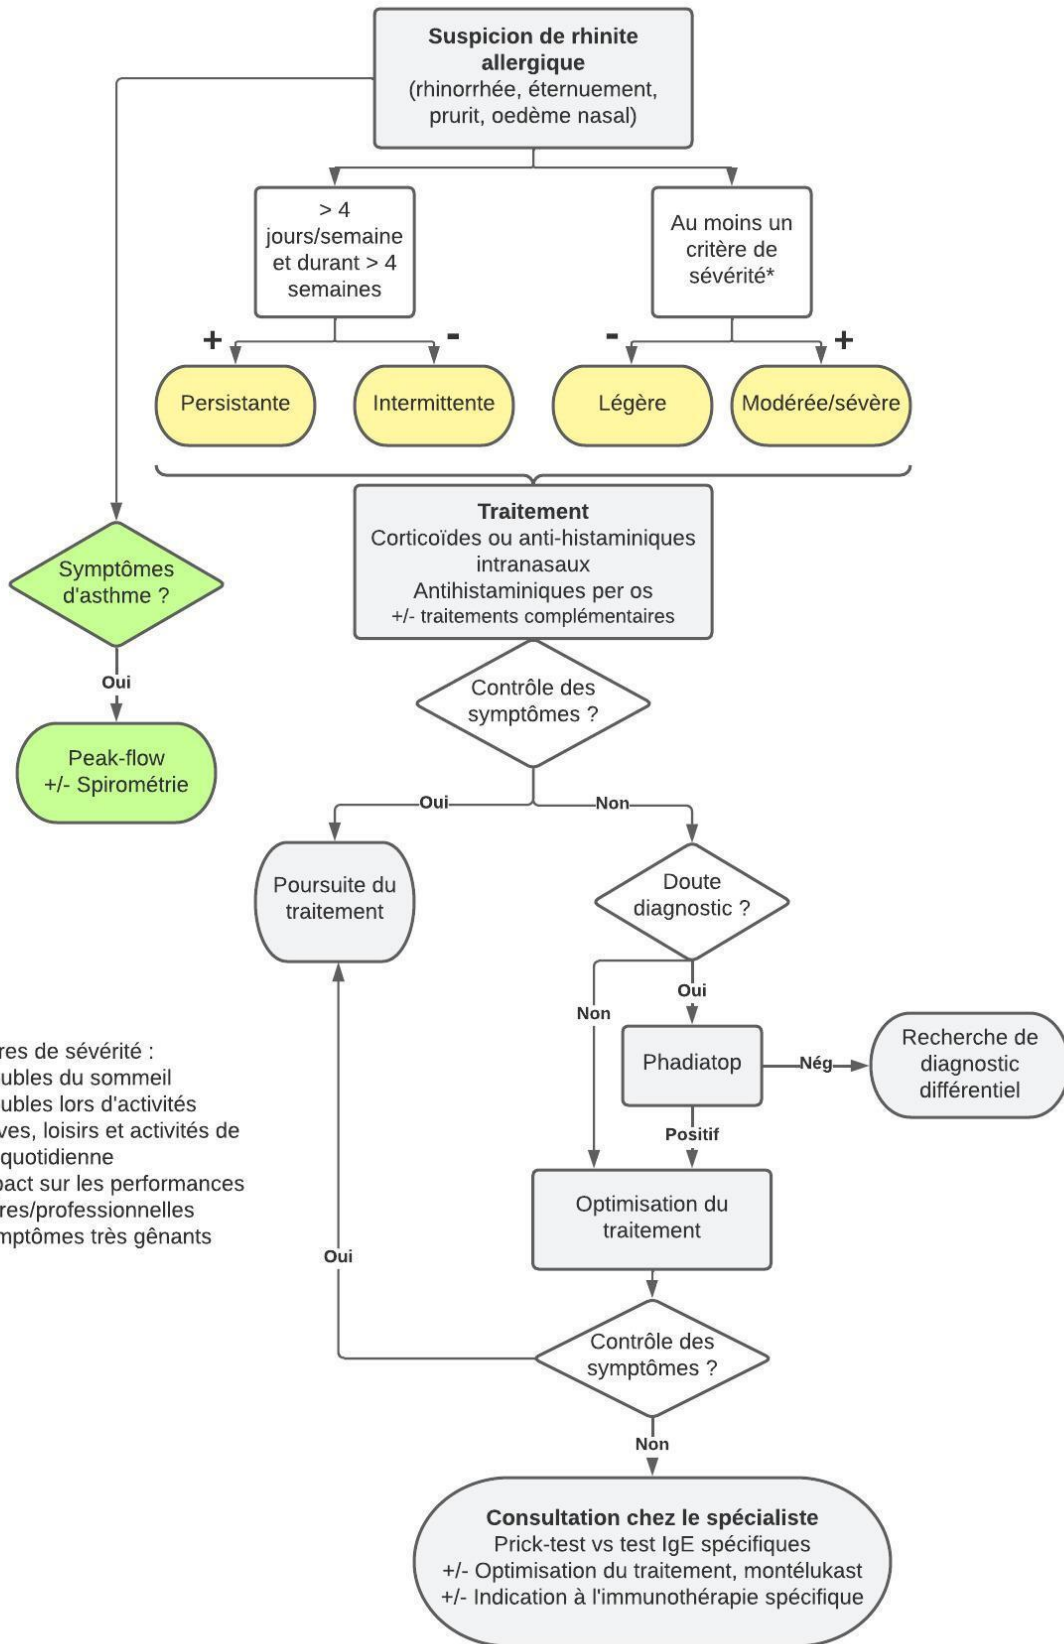 Suspicion de rhinite
allergique
(rhinorrhée, éternuement,
prurit, oedème nasal)
> 4
jours/semaine
et durant > 4
semaines
Au moins un
critère de
sévérité*
+
-
-
+
Persistante
Intermittente
Légère
Modérée/sévère
Traitement
Corticoïdes ou anti-histaminiques
intranasaux
Antihistaminiques per os
+/- traitements complémentaires
Symptômes
d'asthme ?
Oui
Peak-flow
+/- Spirométrie
Contrôle des
symptômes ?
Oui
Non
Poursuite du
traitement
Doute
diagnostic ?
Non
Oui
Phadiatop
Nég
Recherche de
diagnostic
différentiel
Positif
res de sévérité :
ubles du sommeil
ubles lors d'activités
ves, loisirs et activités de
quotidienne
pact sur les performances
res/professionnelles
mptômes très gênants
Optimisation du
traitement
Oui
Contrôle des
symptômes ?
Non
Consultation chez le spécialiste
Prick-test vs test IgE spécifiques
+/- Optimisation du traitement, montélukast
+/- Indication à l'immunothérapie spécifique